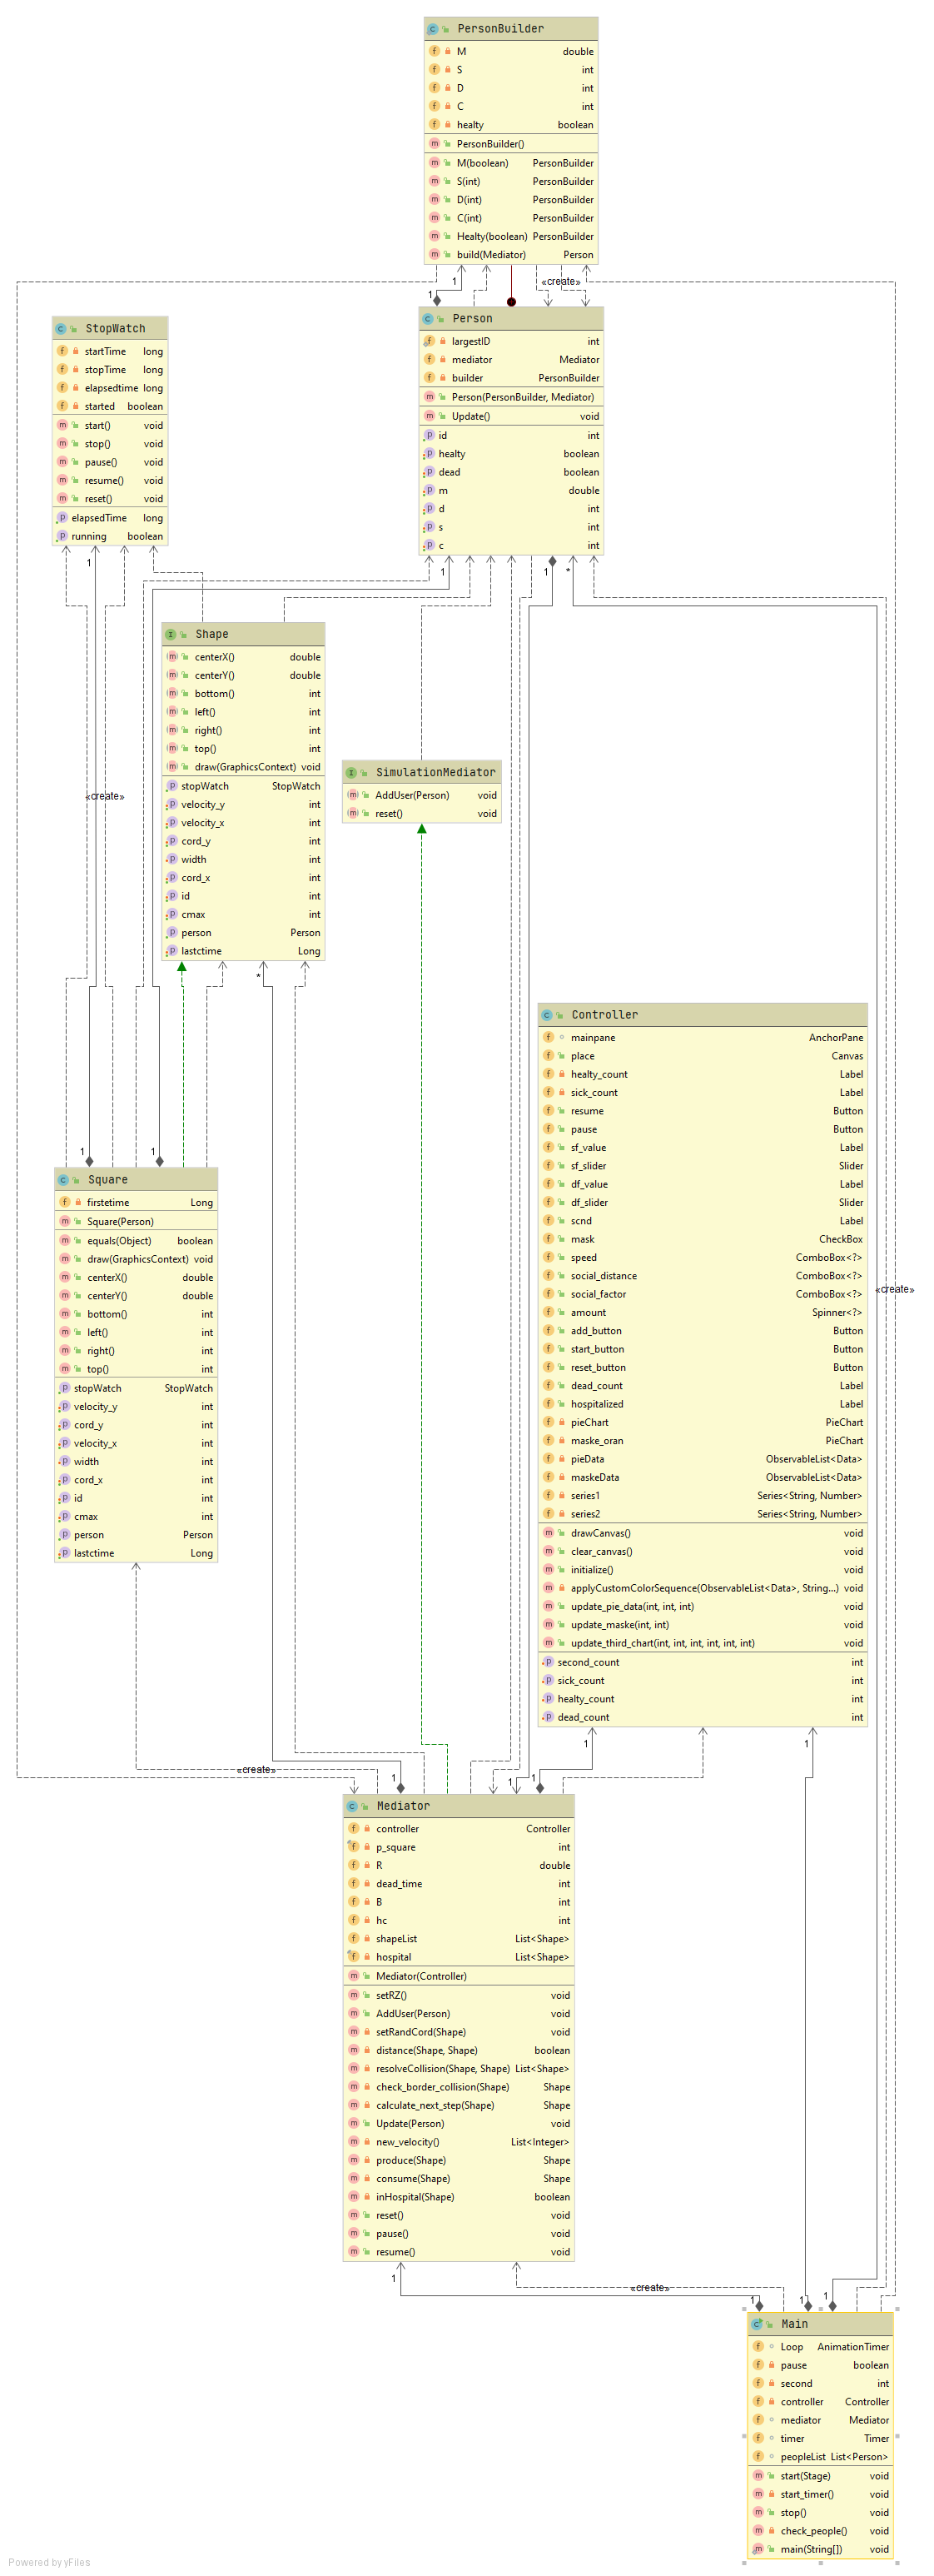 PersonBuilder
M double
S int
D int
C int
healty boolean
PersonBuilder()
M(boolean) PersonBuilder
S(int) PersonBuilder
D(int) PersonBuilder
C(int) PersonBuilder
Healty(boolean) PersonBuilder
build(Mediator) Person
1
«create»
1
Person
largestID int
mediator Mediator
builder PersonBuilder
Person(PersonBuilder, Mediator)
Update() void
id int
healty boolean
dead boolean
m double
d int
s int
c int
StopWatch
startTime long
stopTime long
elapsedtime long
started boolean
start() void
stop() void
pause() void
resume() void
reset() void
elapsedTime long
running boolean
1
1
1
*
Shape
centerX() double
centerY() double
bottom() int
left() int
right() int
top() int
draw(GraphicsContext) void
stopWatch StopWatch
velocity_y int
velocity_x int
cord_y int
width int
cord_x int
id int
cmax int
person Person
lastctime Long
SimulationMediator
AddUser(Person) void
reset() void
«create»
*
Controller
mainpane AnchorPane
place Canvas
healty_count Label
sick_count Label
resume Button
pause Button
sf_value Label
sf_slider Slider
df_value Label
df_slider Slider
scnd Label
mask CheckBox
speed ComboBox<?>
social_distance ComboBox<?>
social_factor ComboBox<?>
amount Spinner<?>
add_button Button
start_button Button
reset_button Button
dead_count Label
hospitalized Label
pieChart PieChart
maske_oran PieChart
pieData ObservableList<Data>
maskeData ObservableList<Data>
series1 Series<String, Number>
series2 Series<String, Number>
drawCanvas() void
clear_canvas() void
initialize() void
applyCustomColorSequence(ObservableList<Data>, String...) void
update_pie_data(int, int, int) void
update_maske(int, int) void
update_third_chart(int, int, int, int, int, int) void
second_count int
sick_count int
healty_count int
dead_count int
«create»
1
1
Square
firstetime Long
Square(Person)
equals(Object) boolean
draw(GraphicsContext) void
centerX() double
centerY() double
bottom() int
left() int
right() int
top() int
stopWatch StopWatch
velocity_y int
cord_y int
velocity_x int
width int
cord_x int
id int
cmax int
person Person
lastctime Long
1
1
«create»
1
1
1
Mediator
controller Controller
p_square int
R double
dead_time int
B int
hc int
shapeList List<Shape>
hospital List<Shape>
Mediator(Controller)
setRZ() void
AddUser(Person) void
setRandCord(Shape) void
distance(Shape, Shape) boolean
resolveCollision(Shape, Shape) List<Shape>
check_border_collision(Shape) Shape
calculate_next_step(Shape) Shape
Update(Person) void
new_velocity() List<Integer>
produce(Shape) Shape
consume(Shape) Shape
inHospital(Shape) boolean
reset() void
pause() void
resume() void
1
«create»
1
1
1
Main
Loop AnimationTimer
pause boolean
second int
controller Controller
mediator Mediator
timer Timer
peopleList List<Person>
start(Stage) void
start_timer() void
stop() void
check_people() void
main(String[]) void
Powered by yFiles